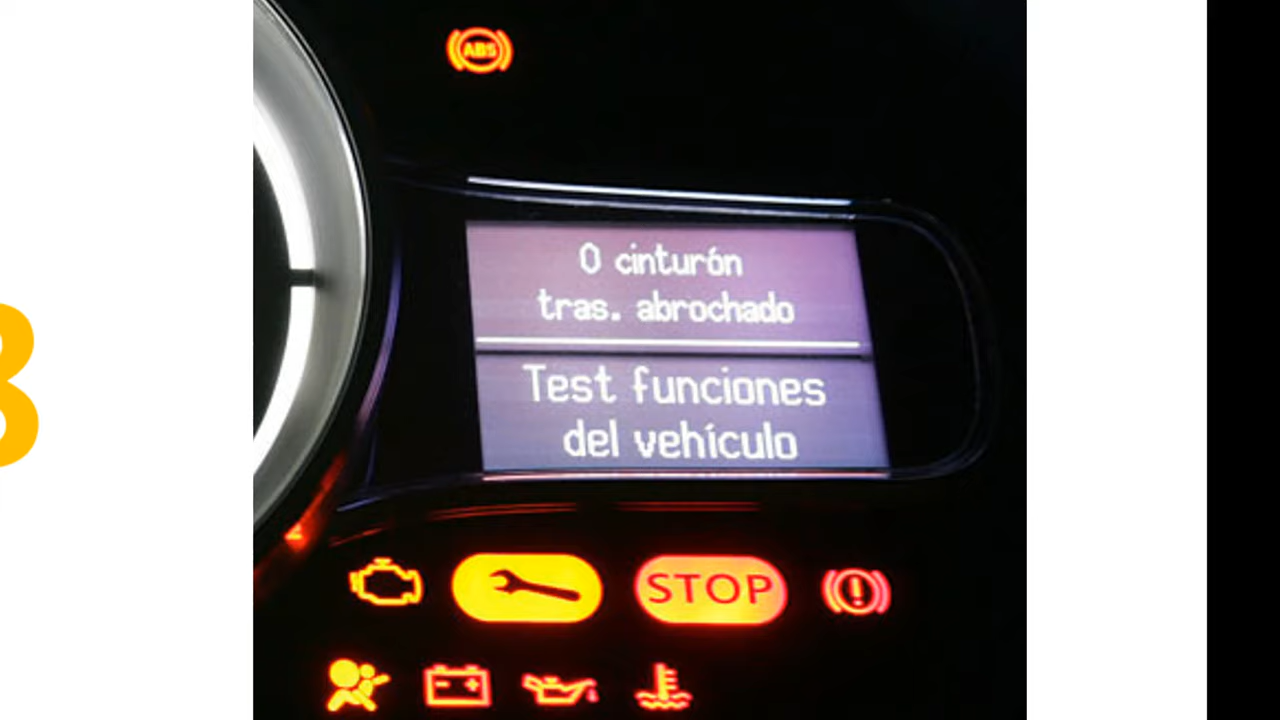 ABS
0 cinturón
tras. abrochado
Test funciones
del vehículo
STOP